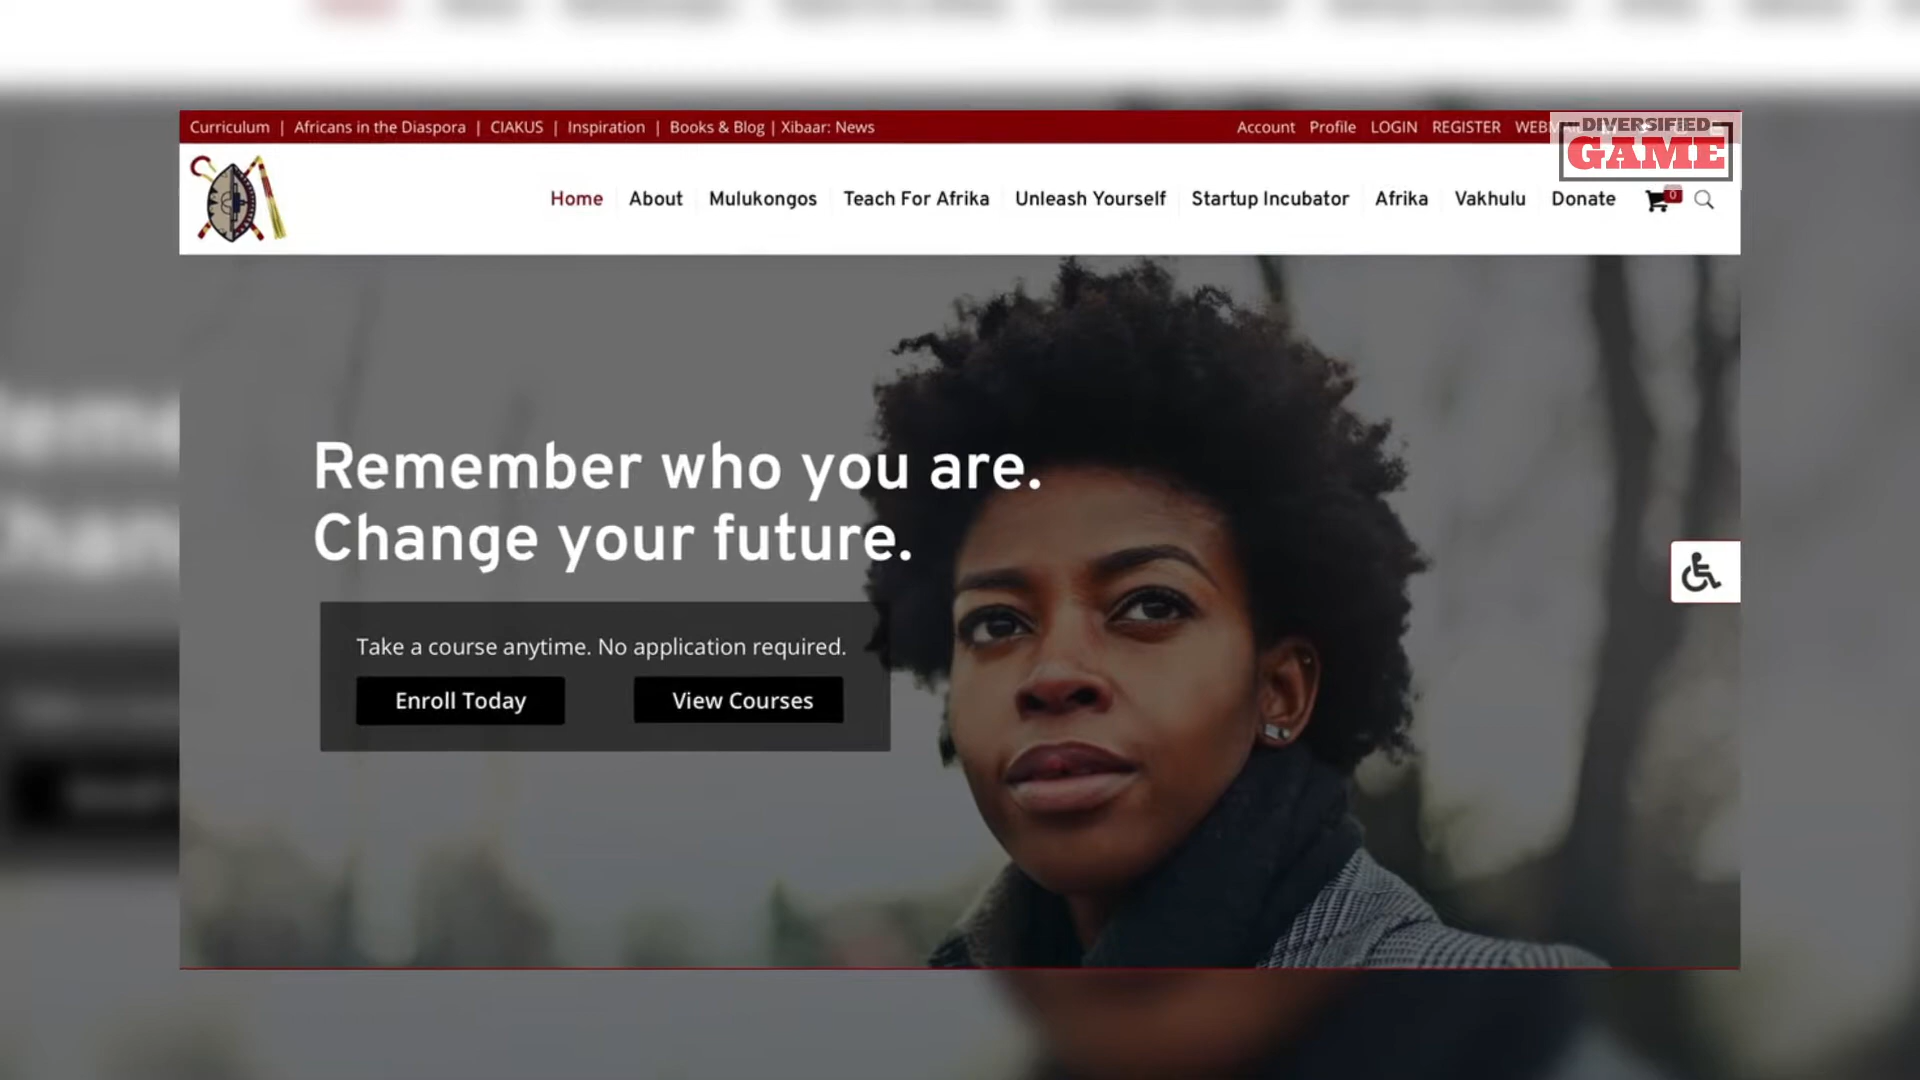 Curriculum | Africans in the Diaspora | CIAKUS | Inspiration | Books & Blog | Xibaar: News
Account Profile LOGIN REGISTER
DIVERSIFIED
GAME
Home About Mulukongos Teach For Afrika Unleash Yourself Startup Incubator Afrika Vakhulu Donate 0
Remember who you are.
Change your future.
Take a course anytime. No application required.
Enroll Today View Courses